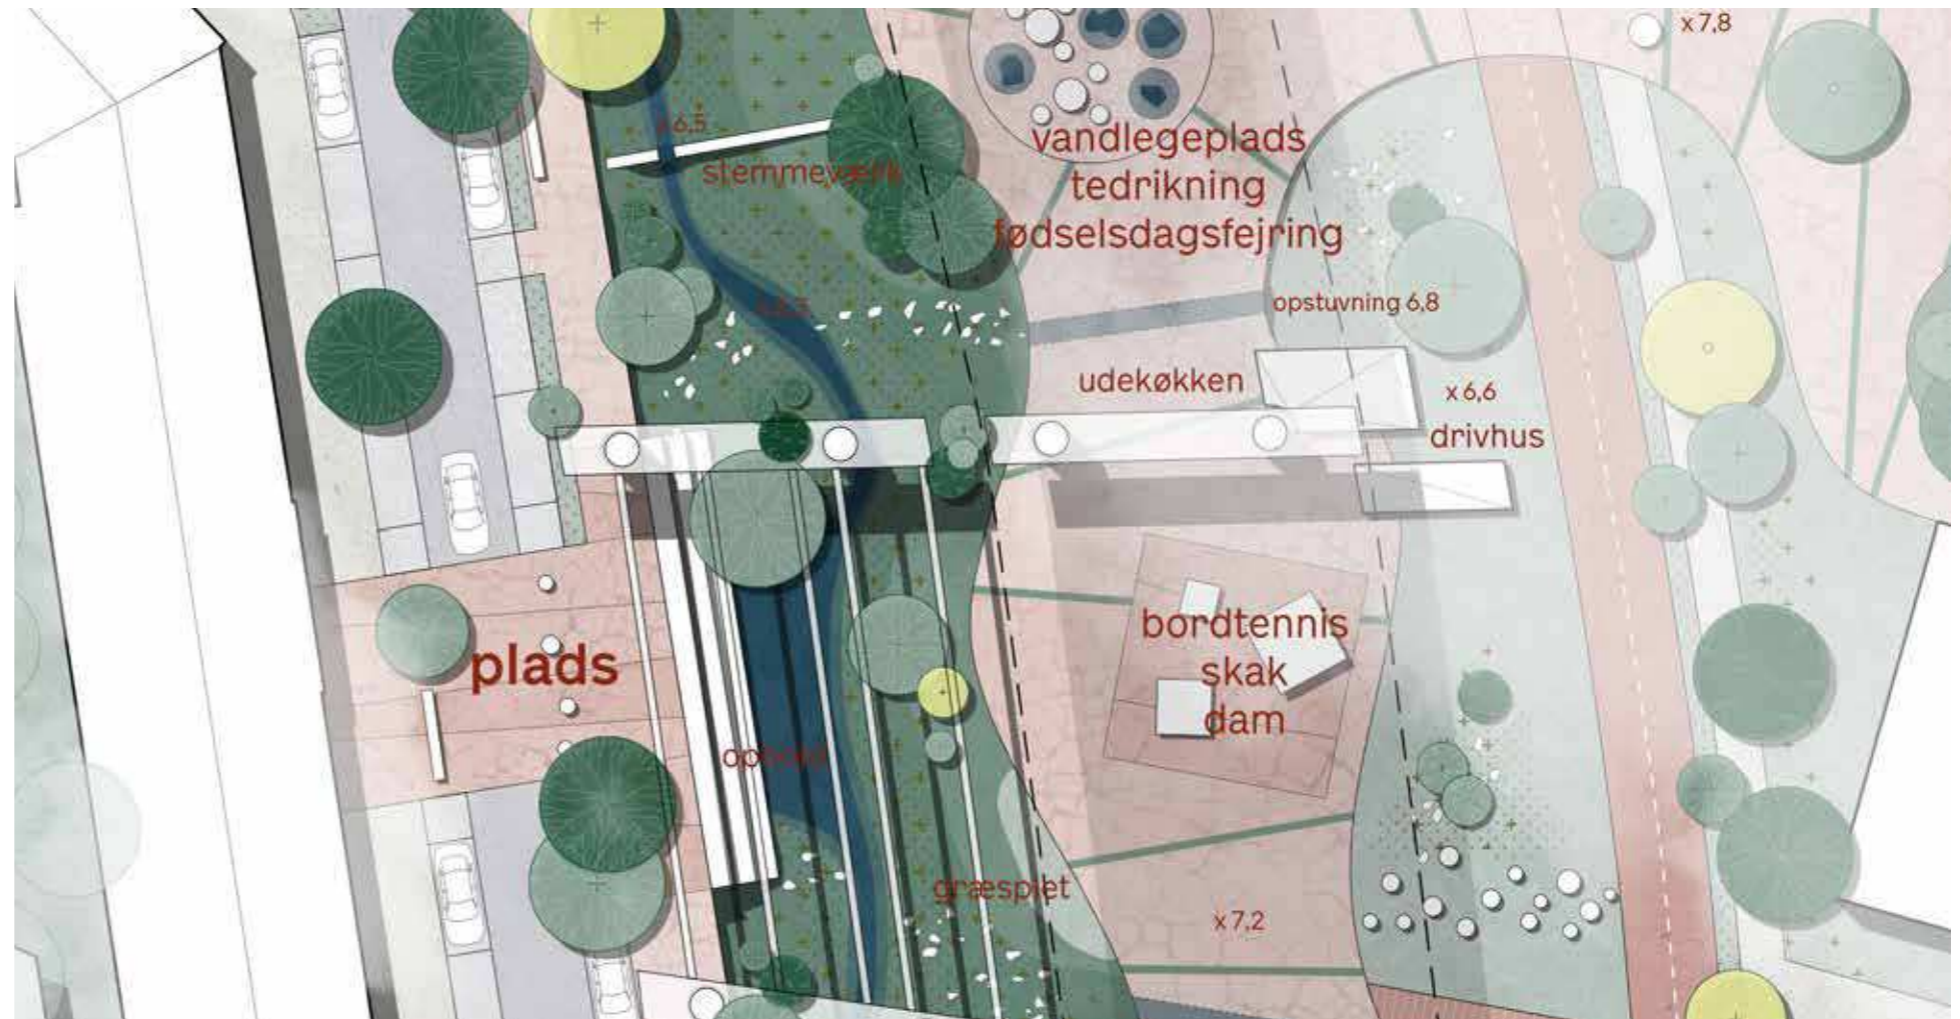 x 7,8
x 6,5
stemmeværk
vandlegeplads
tedrikning
fødselsdagsfejring
opstuvning 6,8
udekøkken
x 6,6
drivhus
plads
bordtennis
skak
dam
græsplet
x 7,2